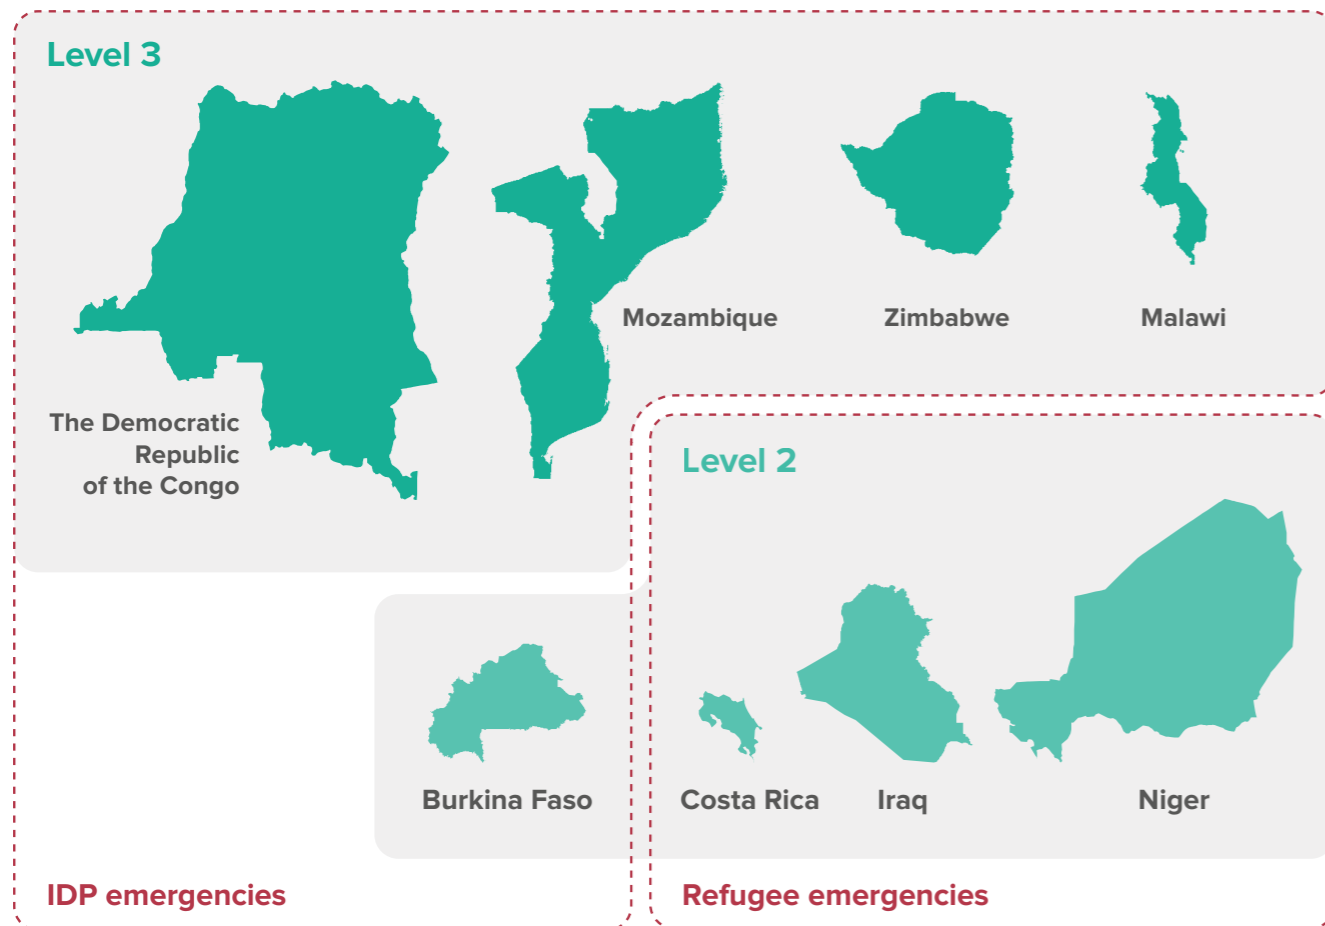 Level 3
Mozambique
Zimbabwe
Malawi
The Democratic
Republic
of the Congo
Level 2
Burkina Faso
Costa Rica
Iraq
Niger
IDP emergencies
Refugee emergencies